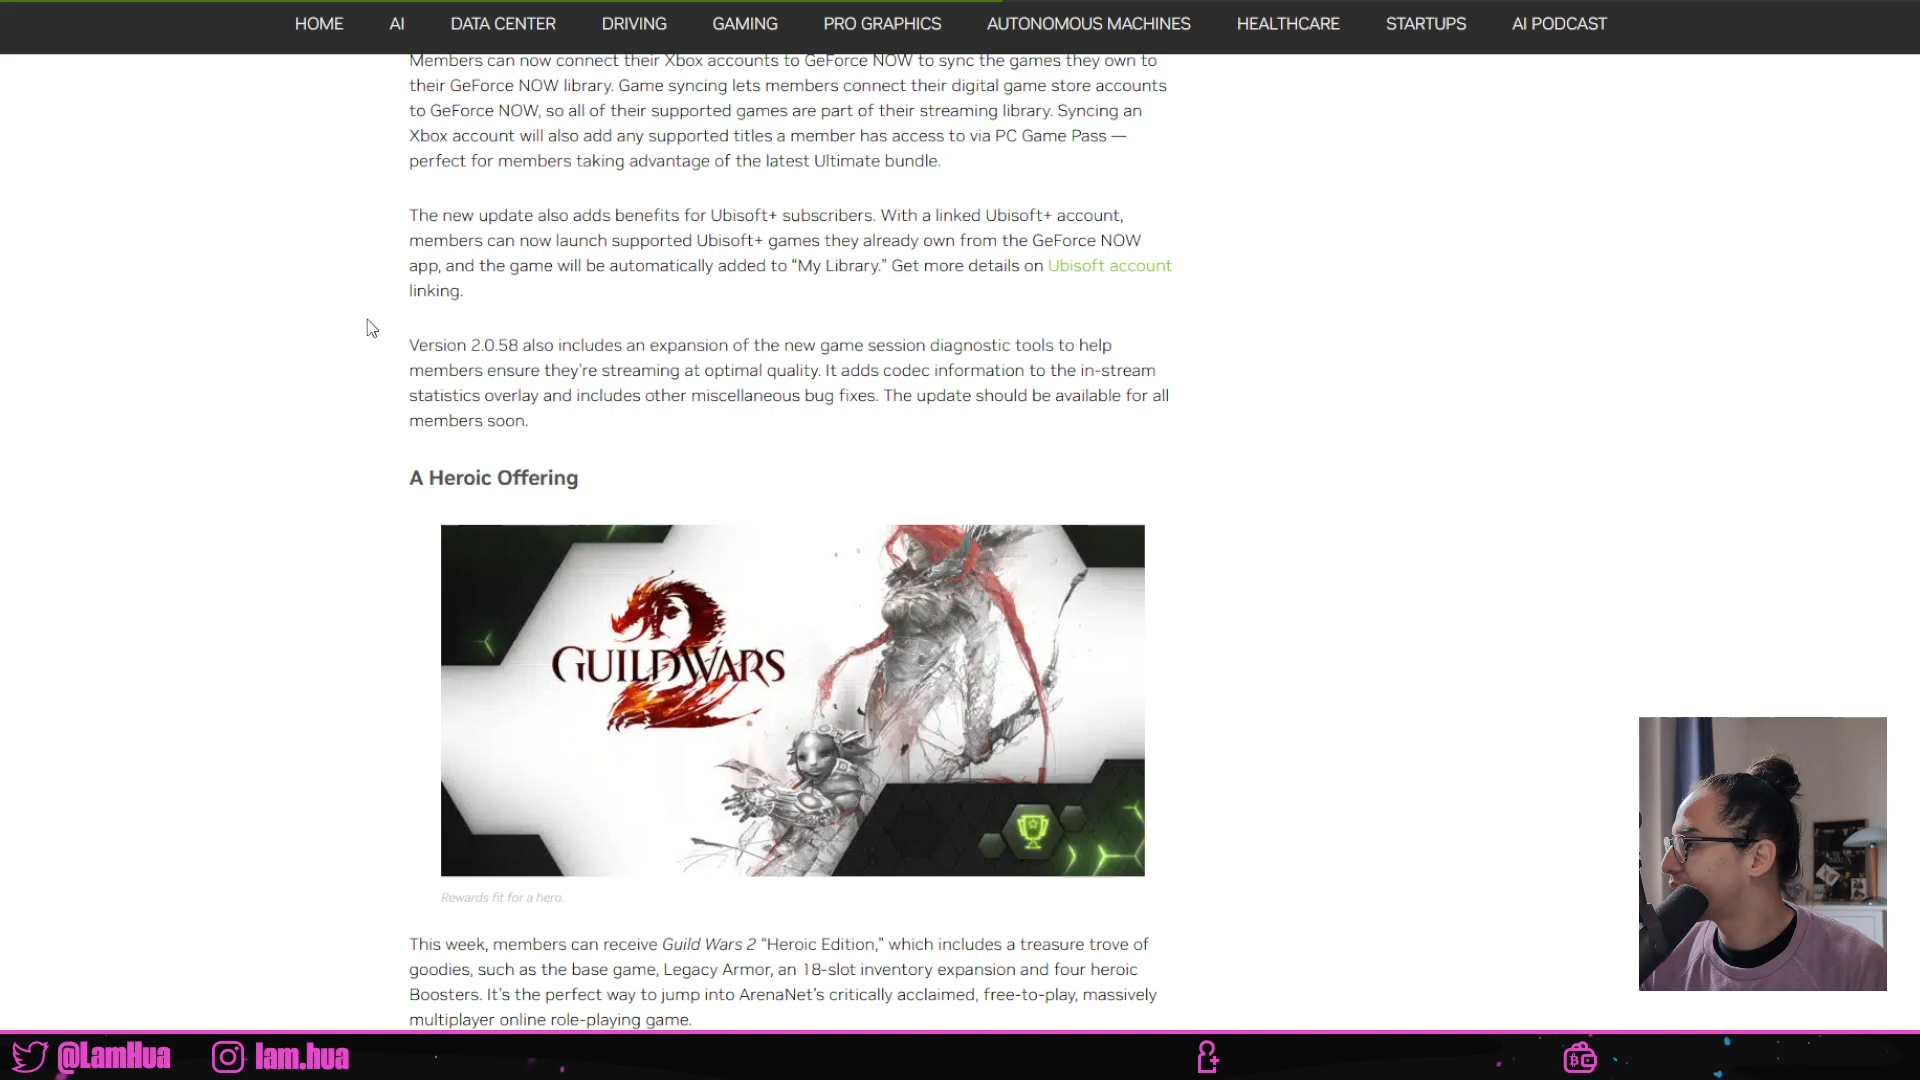 HOME AI DATA CENTER DRIVING GAMING PRO GRAPHICS AUTONOMOUS MACHINES HEALTHCARE STARTUPS AI PODCAST
Members can now connect their Xbox accounts to GeForce NOW to sync the games they own to
their GeForce NOW library. Game syncing lets members connect their digital game store accounts
to GeForce NOW, so all of their supported games are part of their streaming library. Syncing an
Xbox account will also add any supported titles a member has access to via PC Game Pass —
perfect for members taking advantage of the latest Ultimate bundle.
The new update also adds benefits for Ubisoft+ subscribers. With a linked Ubisoft+ account,
members can now launch supported Ubisoft+ games they already own from the GeForce NOW
app, and the game will be automatically added to “My Library.” Get more details on Ubisoft account
linking.
Version 2.0.58 also includes an expansion of the new game session diagnostic tools to help
members ensure they’re streaming at optimal quality. It adds codec information to the in-stream
statistics overlay and includes other miscellaneous bug fixes. The update should be available for all
members soon.
A Heroic Offering
GUILD WARS
2
Rewards fit for a hero.
This week, members can receive Guild Wars 2 “Heroic Edition,” which includes a treasure trove of
goodies, such as the base game, Legacy Armor, an 18-slot inventory expansion and four heroic
Boosters. It’s the perfect way to jump into ArenaNet’s critically acclaimed, free-to-play, massively
multiplayer online role-playing game.
@LamHua lam.hua